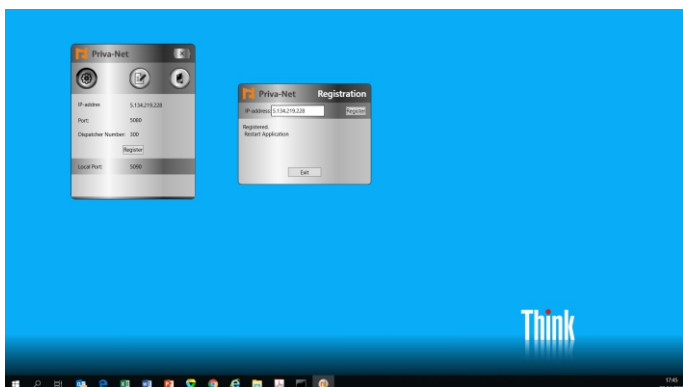 Priva-Net
IP-addres 5.134.219.228
Port: 5080
Dispatcher Number: 300
Register
Local Port: 5090
Priva-Net Registration
IP-address: 5.134.219.228 Register
Registered.
Restart Application
Exit
Think
17:45